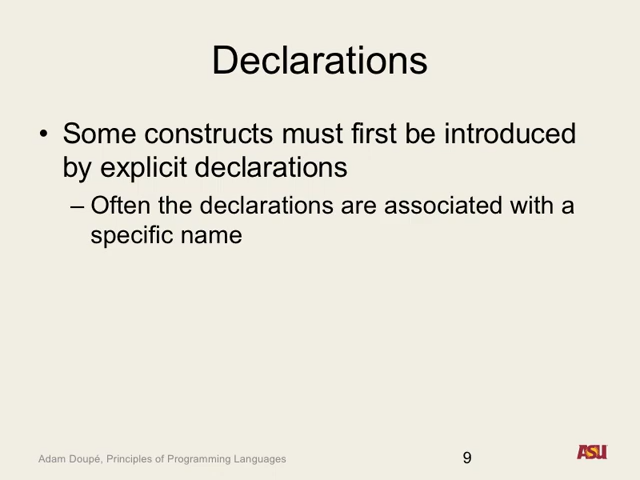 Declarations
• Some constructs must first be introduced
by explicit declarations
– Often the declarations are associated with a
specific name
Adam Doupé, Principles of Programming Languages
9
ASU